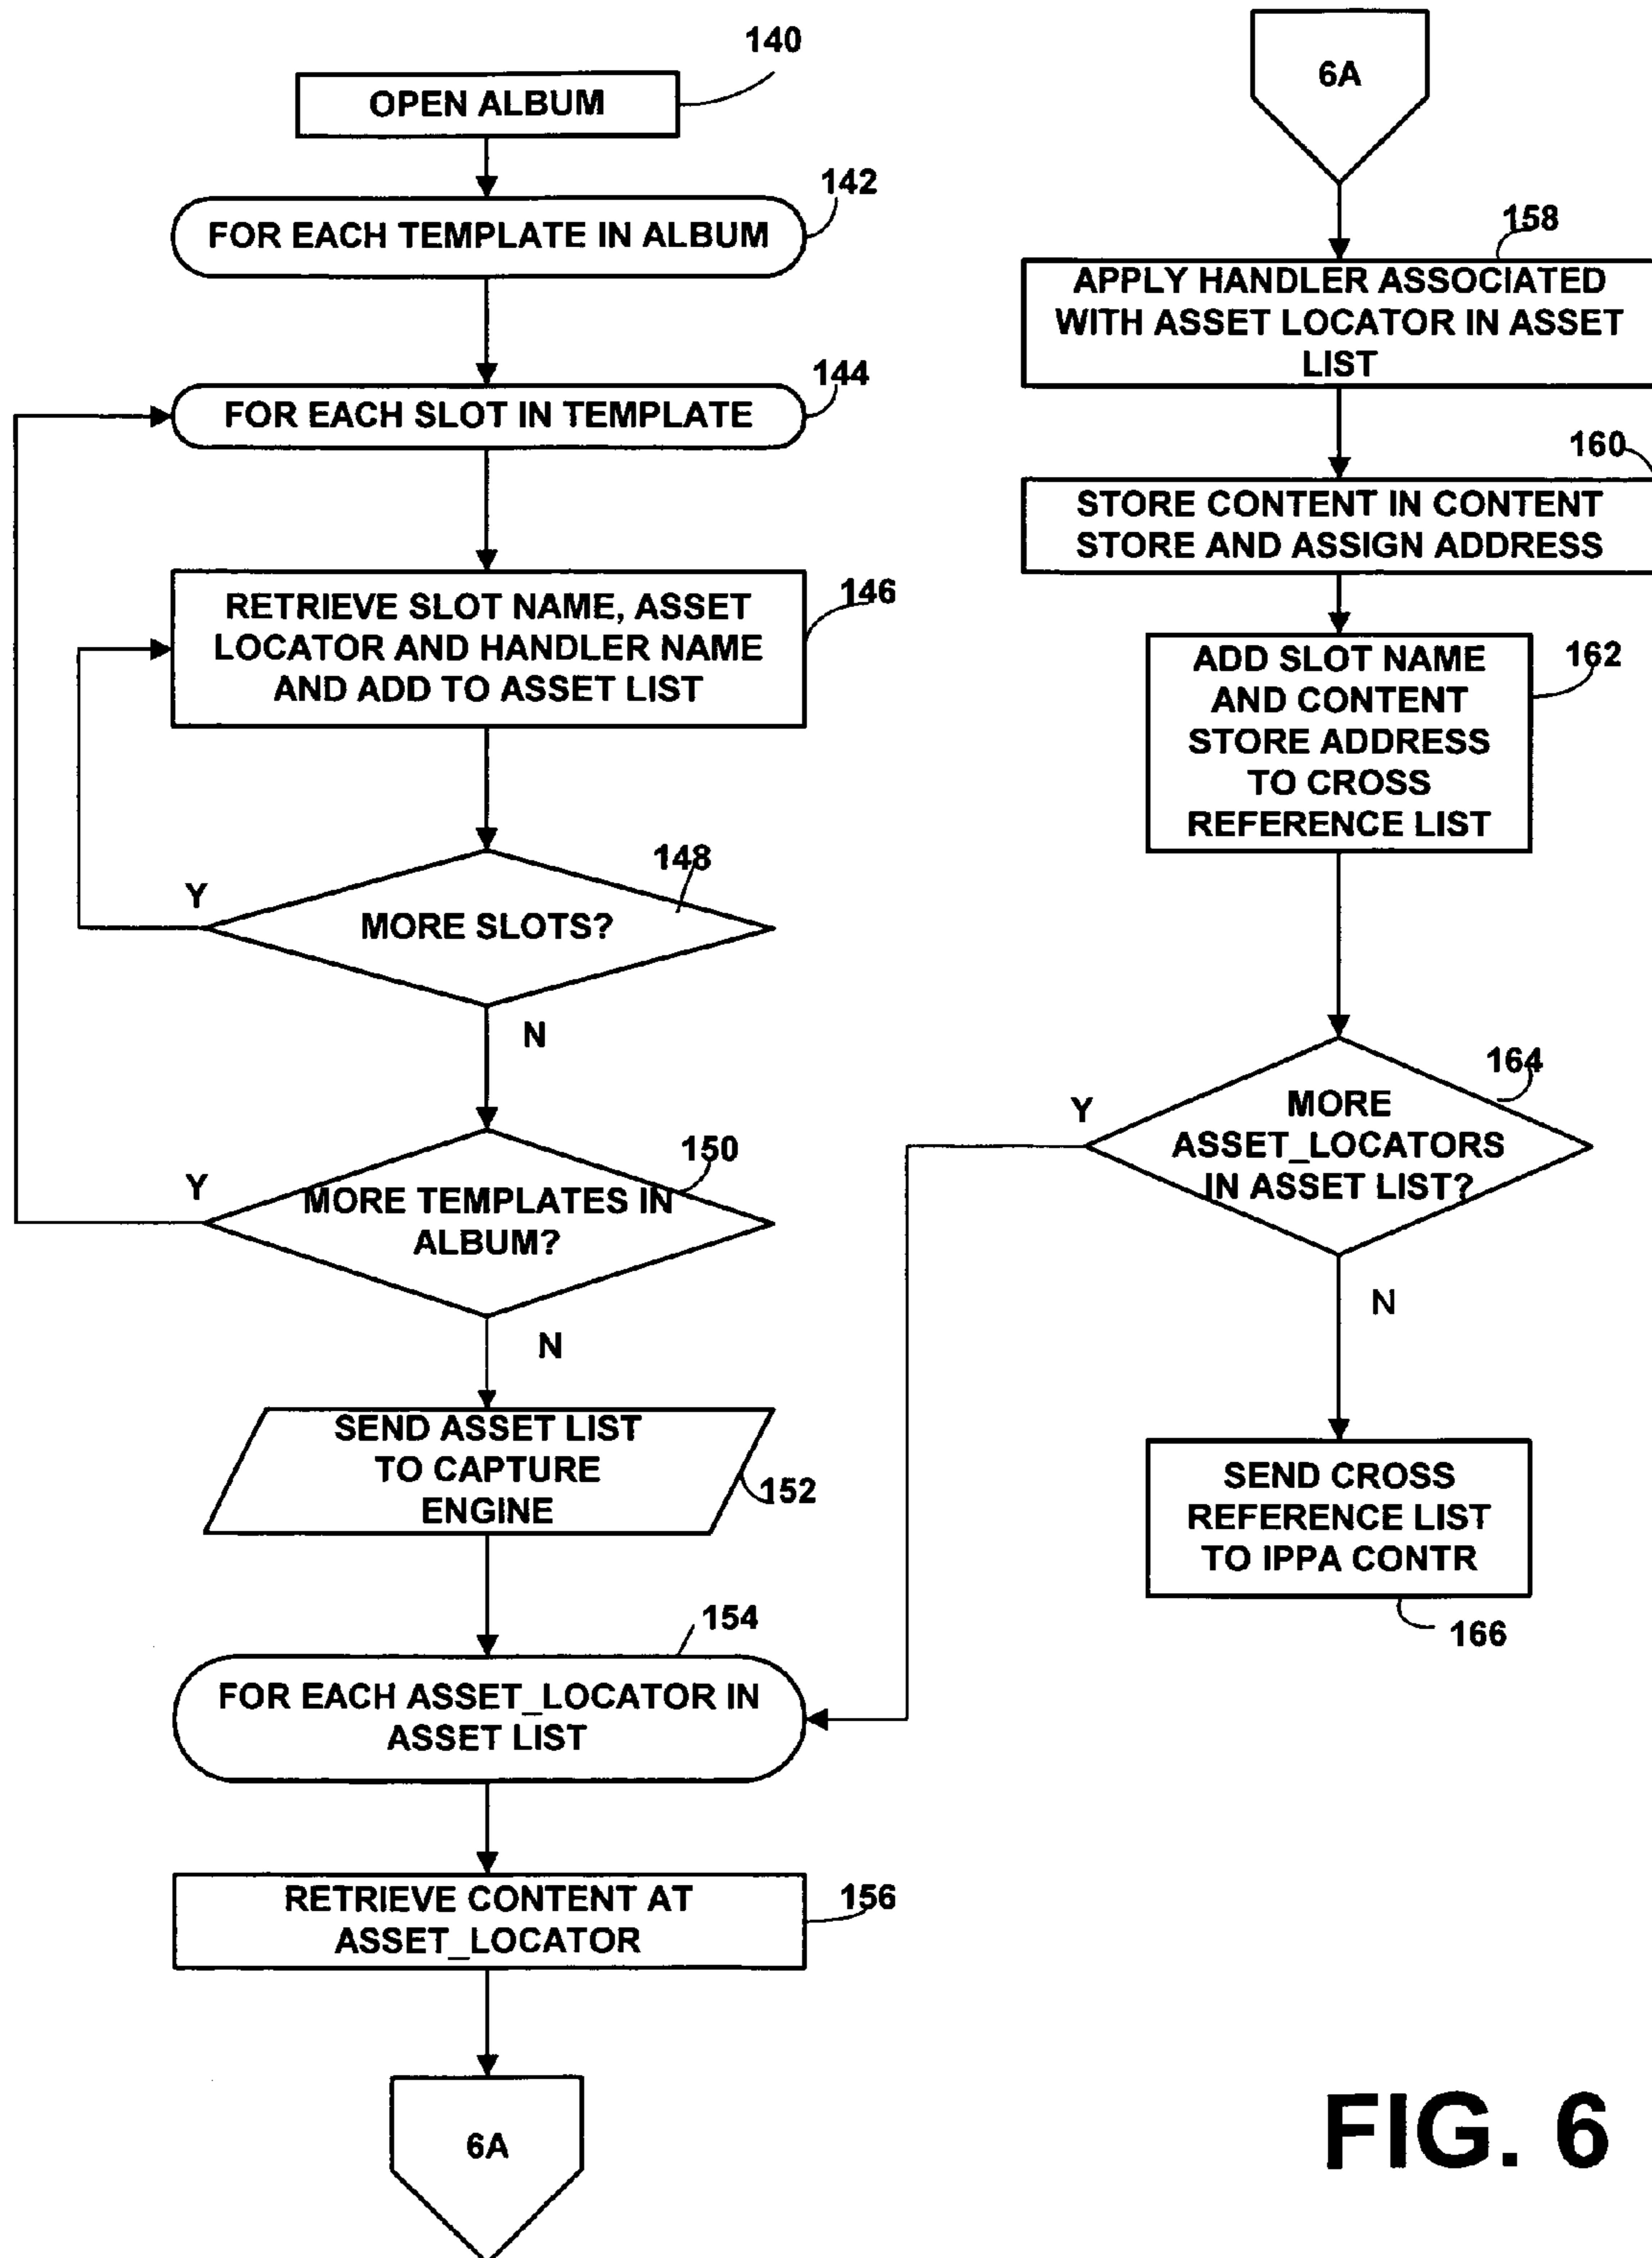 140
OPEN ALBUM
142
FOR EACH TEMPLATE IN ALBUM
144
FOR EACH SLOT IN TEMPLATE
146
RETRIEVE SLOT NAME, ASSET
LOCATOR AND HANDLER NAME
AND ADD TO ASSET LIST
148
Y
MORE SLOTS?
N
150
Y
MORE TEMPLATES IN
ALBUM?
N
SEND ASSET LIST
TO CAPTURE
ENGINE
152
154
FOR EACH ASSET_LOCATOR IN
ASSET LIST
RETRIEVE CONTENT AT
ASSET_LOCATOR
156
6A
6A
158
APPLY HANDLER ASSOCIATED
WITH ASSET LOCATOR IN ASSET
LIST
160
STORE CONTENT IN CONTENT
STORE AND ASSIGN ADDRESS
162
ADD SLOT NAME
AND CONTENT
STORE ADDRESS
TO CROSS
REFERENCE LIST
164
Y
MORE
ASSET_LOCATORS
IN ASSET LIST?
N
SEND CROSS
REFERENCE LIST
TO IPPA CONTR
166
FIG. 6